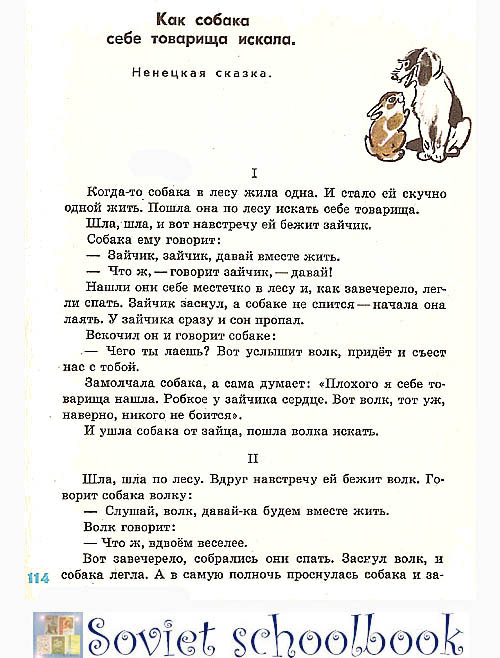 Как собака
себе товарища искала.
Ненецкая сказка.
I
Когда-то собака в лесу жила одна. И стало ей скучно
одной жить. Пошла она по лесу искать себе товарища.
Шла, шла, и вот навстречу ей бежит зайчик.
Собака ему говорит:
— Зайчик, зайчик, давай вместе жить.
— Что ж, — говорит зайчик, — давай!
Нашли они себе местечко в лесу и, как завечерело, лег-
ли спать. Зайчик заснул, а собаке не спится — начала она
лаять. У зайчика сразу и сон пропал.
Вскочил он и говорит собаке:
— Чего ты лаешь? Вот услышит волк, придёт и съест
нас с тобой.
Замолчала собака, а сама думает: «Плохого я себе то-
варища нашла. Робкое у зайчика сердце. Вот волк, тот уж,
наверно, никого не боится».
И ушла собака от зайца, пошла волка искать.
II
Шла, шла по лесу. Вдруг навстречу ей бежит волк. Го-
ворит собака волку:
— Слушай, волк, давай-ка будем вместе жить.
Волк говорит:
— Что ж, вдвоём веселее.
Вот завечерело, собрались они спать. Заснул волк, и
собака легла. А в самую полночь проснулась собака и за-
114
Soviet schoolbook